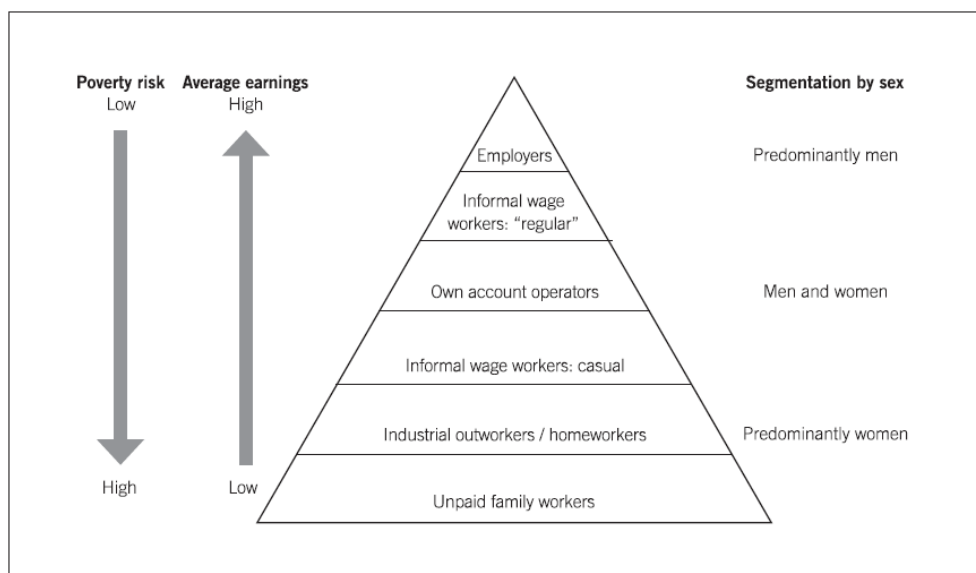 Poverty risk
Low
Average earnings
High
Segmentation by sex
Employers
Predominantly men
Informal wage
workers: “regular”
Own account operators
Men and women
Informal wage workers: casual
Industrial outworkers / homeworkers
Predominantly women
High
Low
Unpaid family workers